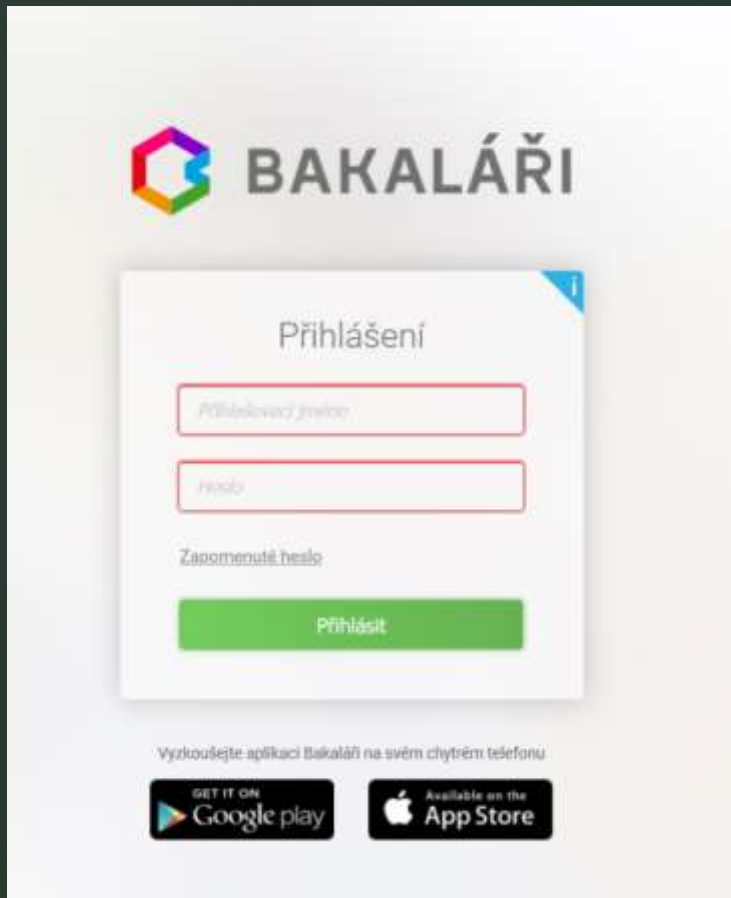 BAKALÁŘI
i
Přihlášení
Přihlašovací jméno
Heslo
Zapomenuté heslo
Přihlásit
Vyzkoušejte aplikaci Bakaláři na svém chytrém telefonu
GET IT ON
Google play
Available on the
App Store